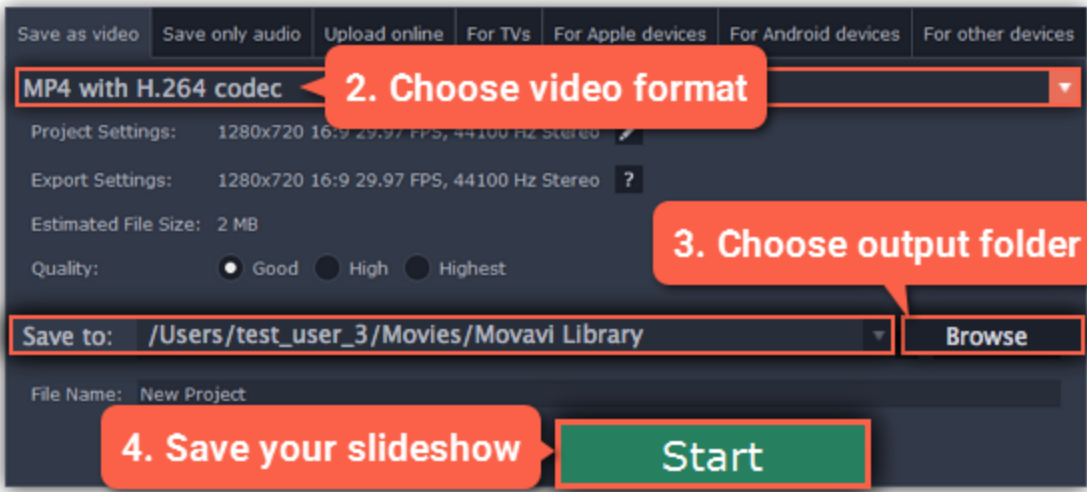 Save as video Save only audio Upload online For TVs For Apple devices For Android devices For other devices
MP4 with H.264 codec 2. Choose video format
Project Settings: 1280x720 16:9 29.97 FPS, 44100 Hz Stereo
Export Settings: 1280x720 16:9 29.97 FPS, 44100 Hz Stereo ?
Estimated File Size: 2 MB
3. Choose output folder
Quality: Good High Highest
Save to: /Users/test_user_3/Movies/Movavi Library Browse
File Name: New Project
4. Save your slideshow Start